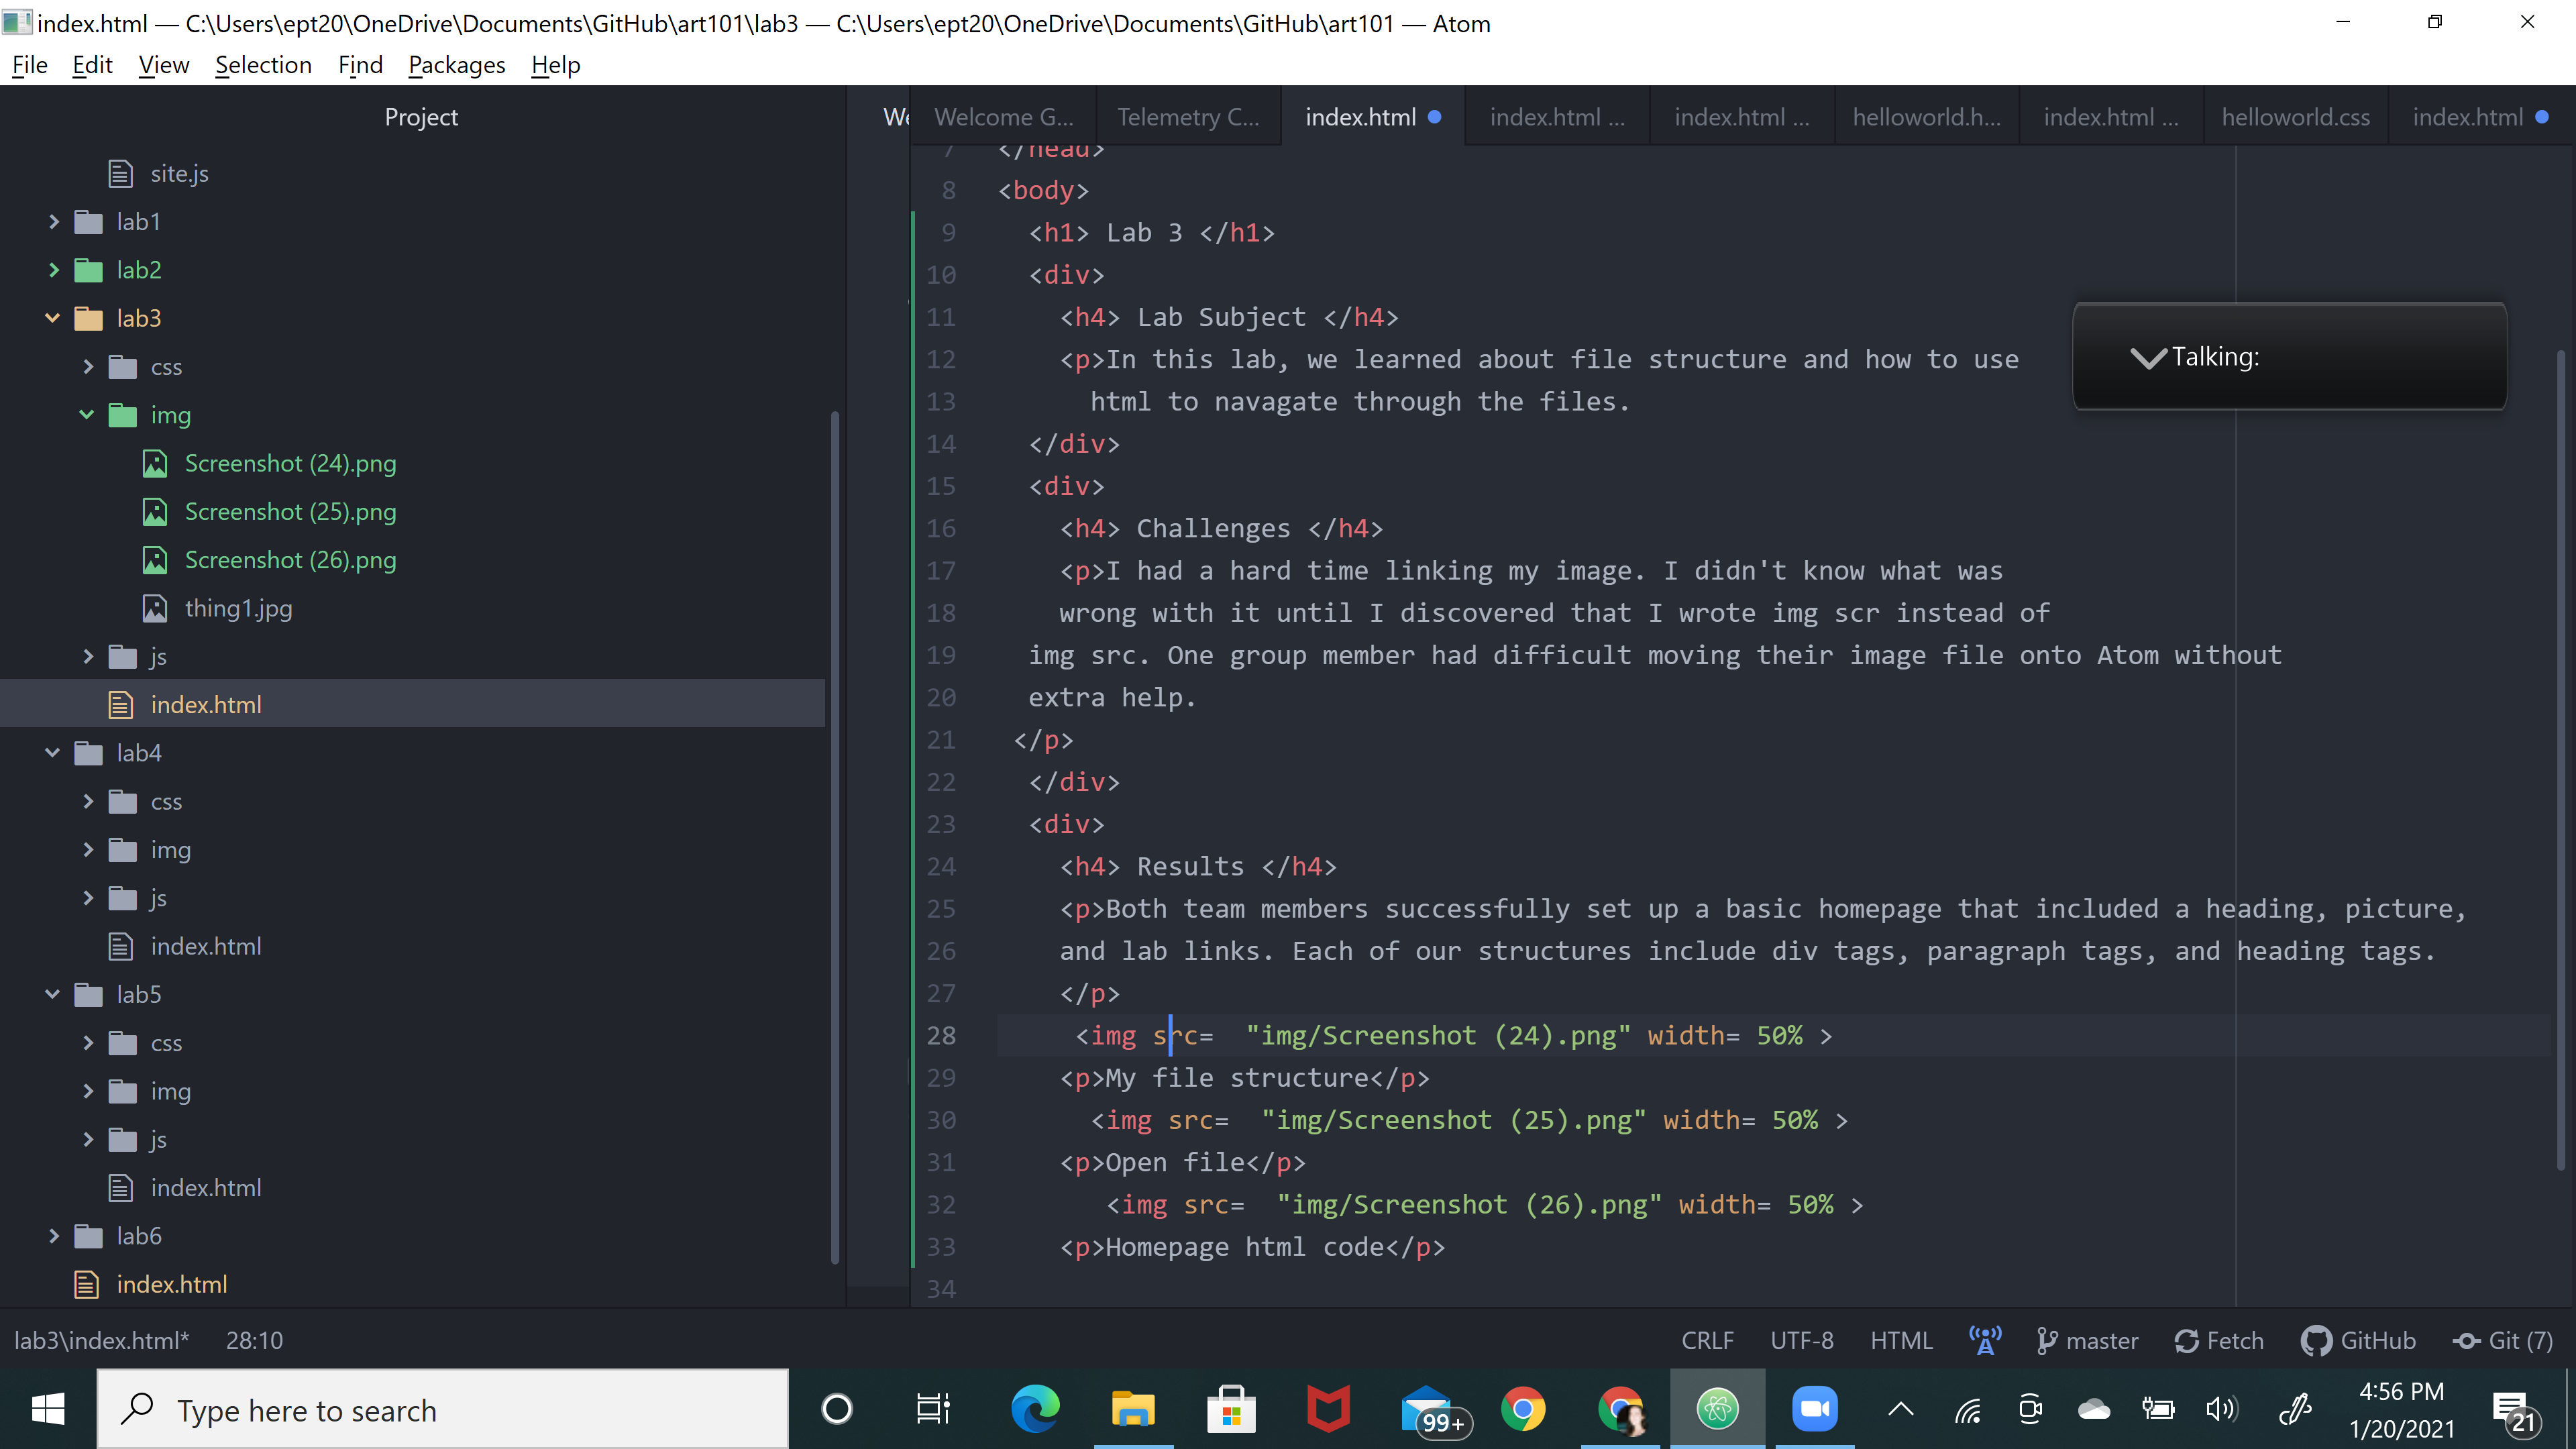 index.html — C:\Users\ept20\OneDrive\Documents\GitHub\art101\lab3 — C:\Users\ept20\OneDrive\Documents\GitHub\art101 — Atom
File Edit View Selection Find Packages Help
Project
site.js
lab1
lab2
lab3
css
img
Screenshot (24).png
Screenshot (25).png
Screenshot (26).png
thing1.jpg
js
index.html
lab4
css
img
js
index.html
lab5
css
img
js
index.html
lab6
index.html
We Welcome G... Telemetry C... index.html index.html ... index.html ... helloworld.h... index.html ... helloworld.css index.html
7 </head>
8 <body>
9 <h1> Lab 3 </h1>
10 <div>
11 <h4> Lab Subject </h4>
12 <p>In this lab, we learned about file structure and how to use
13 html to navagate through the files.
14 </div>
15 <div>
16 <h4> Challenges </h4>
17 <p>I had a hard time linking my image. I didn't know what was
18 wrong with it until I discovered that I wrote img scr instead of
19 img src. One group member had difficult moving their image file onto Atom without
20 extra help.
21 </p>
22 </div>
23 <div>
24 <h4> Results </h4>
25 <p>Both team members successfully set up a basic homepage that included a heading, picture,
26 and lab links. Each of our structures include div tags, paragraph tags, and heading tags.
27 </p>
28 <img src=  "img/Screenshot (24).png" width= 50% >
29 <p>My file structure</p>
30 <img src=  "img/Screenshot (25).png" width= 50% >
31 <p>Open file</p>
32 <img src=  "img/Screenshot (26).png" width= 50% >
33 <p>Homepage html code</p>
34
Talking:
lab3\index.html* 28:10 CRLF UTF-8 HTML master Fetch GitHub Git (7)
Type here to search
99+
4:56 PM
1/20/2021
21